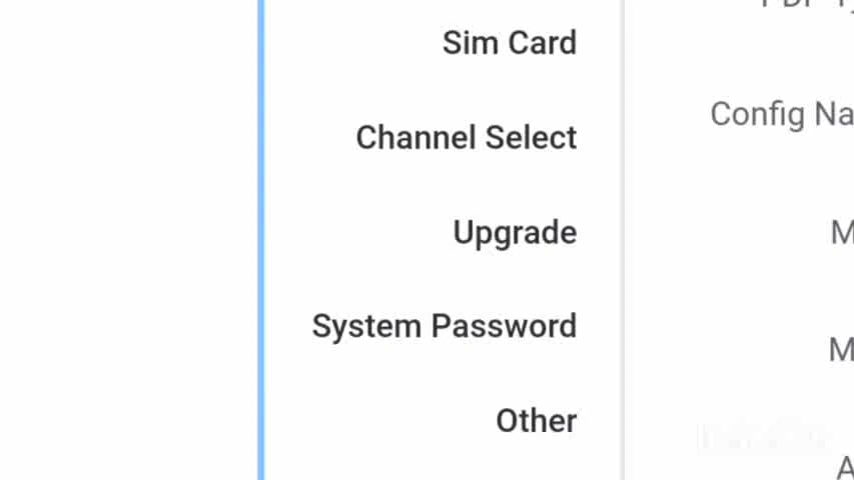 Sim Card
Channel Select
Config Na
Upgrade
M
System Password
M
Other
A